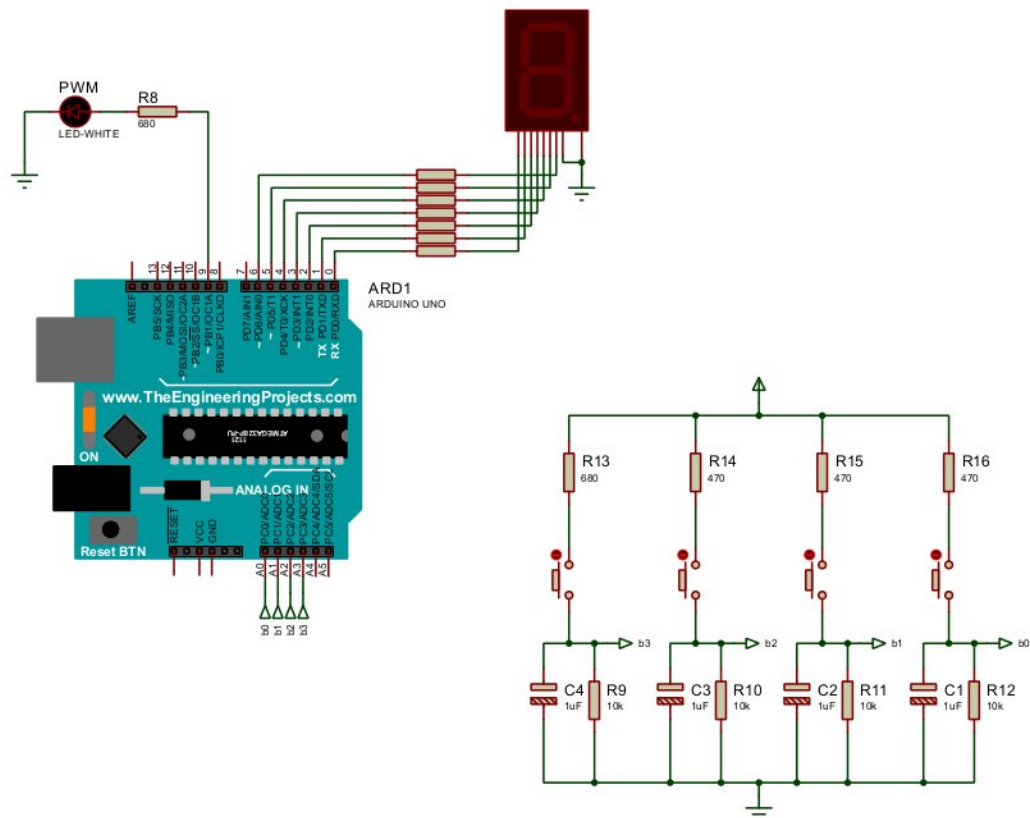 PWM
LED-WHITE
R8
680
ARD1
ARDUINO UNO
AREF
13
12
11
10
9
8
7
6
5
4
3
2
1
0
PB5/SCK
PB4/MISO
~PB3/MOSI/OC2A
~PB2/SS/OC1B
~PB1/OC1A
PB0/ICP1/CLKO
PD7/AIN1
~PD6/AIN0
~PD5/T1
PD4/T0/XCK
~PD3/INT1
PD2/INT0
TX PD1/TXD
RX PD0/RXD
www.TheEngineeringProjects.com
1121
ATMEGA328P-PU
ON
ANALOG IN
Reset BTN
RESET
VCC
GND
PC0/ADC0
PC1/ADC1
PC2/ADC2
PC3/ADC3
PC4/ADC4/SDA
PC5/ADC5/SCL
A0
A1
A2
A3
A4
A5
b0
b1
b2
b3
R13
680
R14
470
R15
470
R16
470
b3
b2
b1
b0
C4
1uF
R9
10k
C3
1uF
R10
10k
C2
1uF
R11
10k
C1
1uF
R12
10k